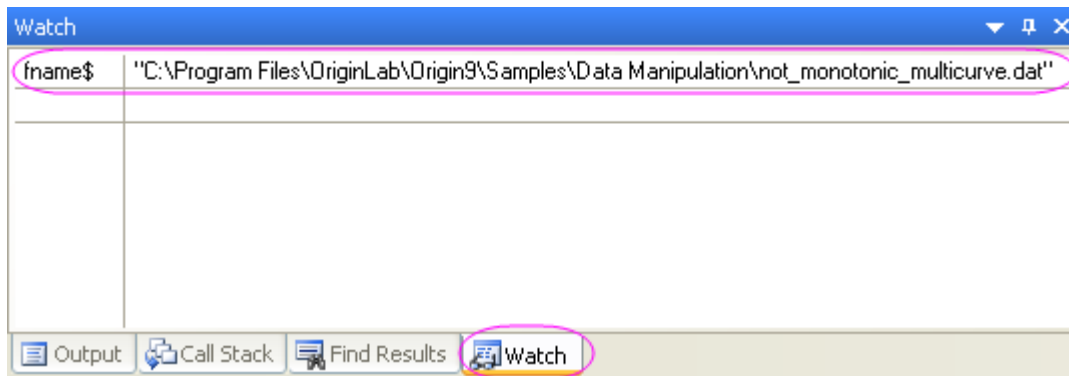 Watch
fname$ "C:\Program Files\OriginLab\Origin9\Samples\Data Manipulation\not_monotonic_multicurve.dat"
Output Call Stack Find Results Watch